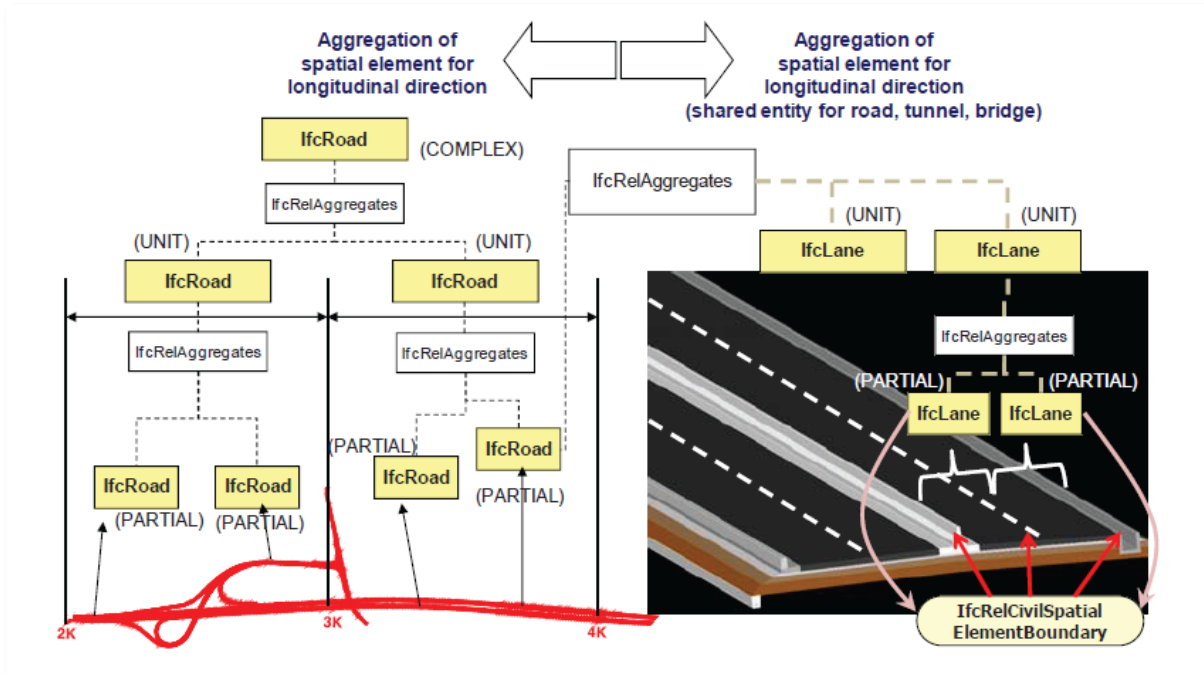 Aggregation of
spatial element for
longitudinal direction
Aggregation of
spatial element for
longitudinal direction
(shared entity for road, tunnel, bridge)
IfcRoad
(COMPLEX)
IfcRelAggregates
IfcRelAggregates
(UNIT)
(UNIT)
(UNIT)
(UNIT)
IfcRoad
IfcRoad
IfcLane
IfcLane
IfcRelAggregates
IfcRelAggregates
IfcRelAggregates
(PARTIAL)
(PARTIAL)
IfcLane
IfcLane
(PARTIAL)
IfcRoad
IfcRoad
IfcRoad
IfcRoad
(PARTIAL)
(PARTIAL)
(PARTIAL)
2K
3K
4K
IfcRelCivilSpatial
ElementBoundary